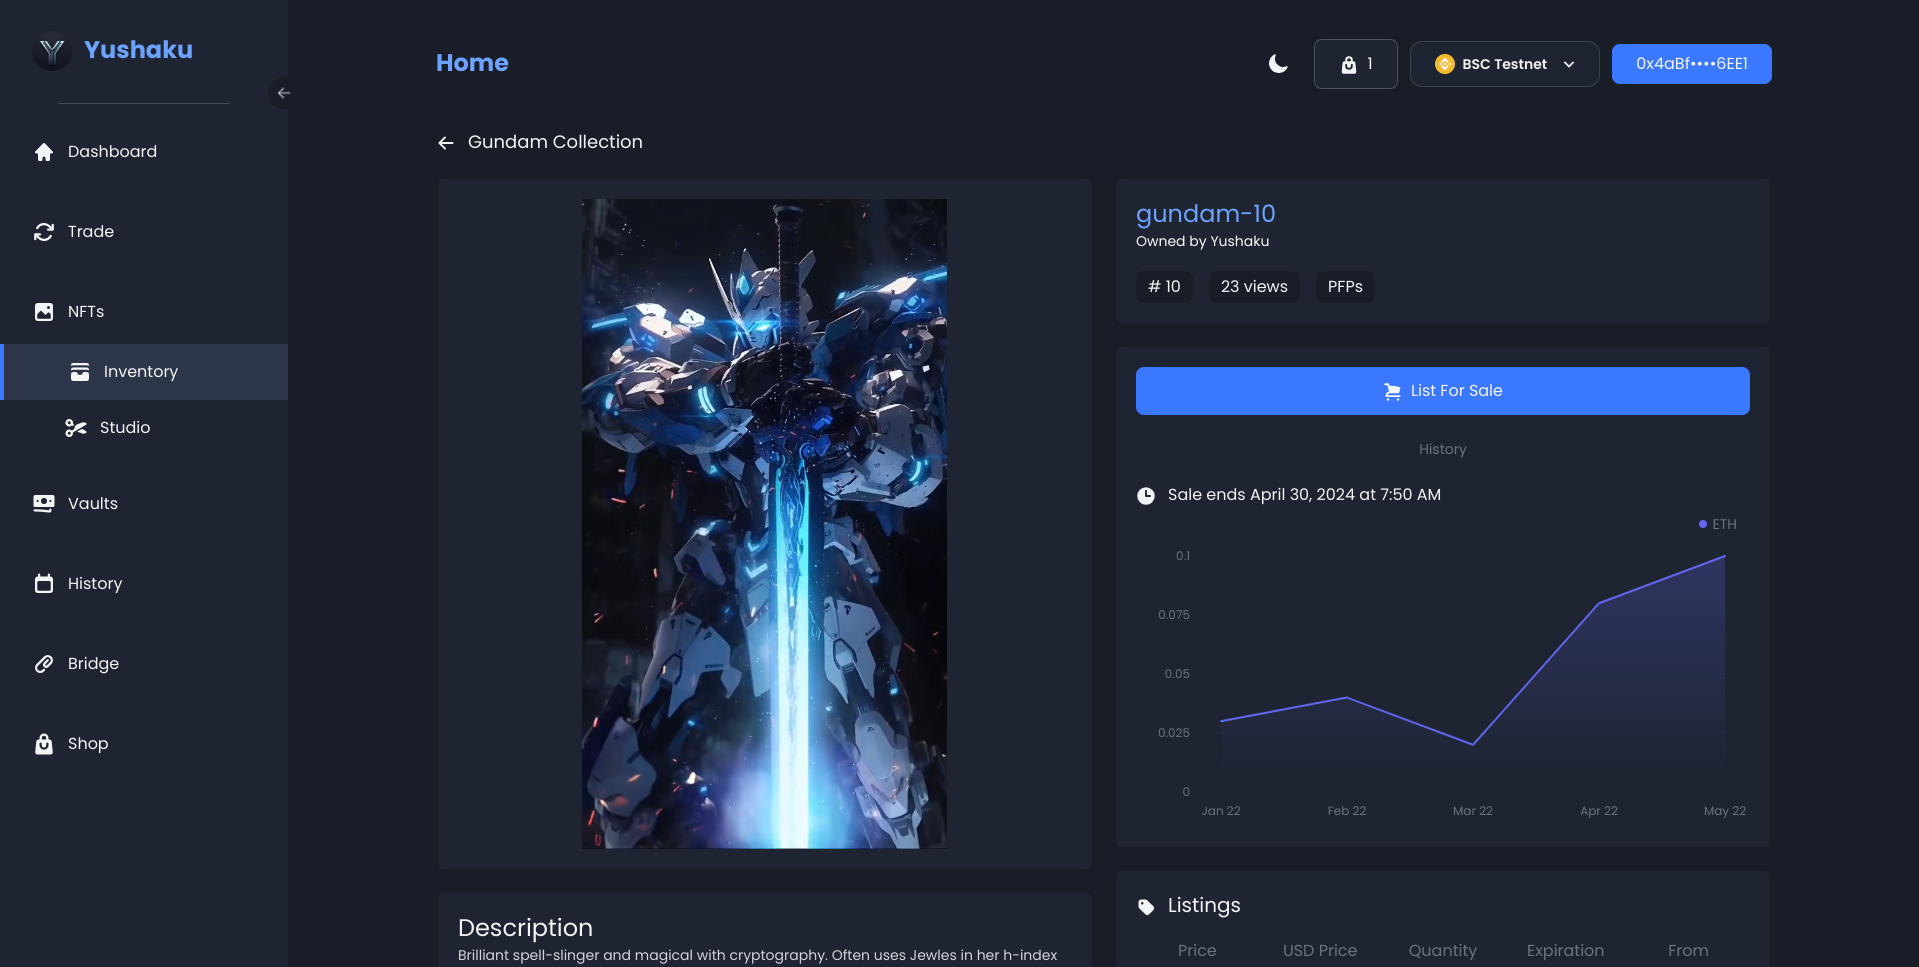 Yushaku
Dashboard
Trade
NFTs
Inventory
Studio
Vaults
History
Bridge
Shop
Home
1
BSC Testnet
0x4aBf••••6EE1
Gundam Collection
gundam-10
Owned by Yushaku
# 10
23 views
PFPs
List For Sale
History
Sale ends April 30, 2024 at 7:50 AM
ETH
0.1
0.075
0.05
0.025
0
Jan 22
Feb 22
Mar 22
Apr 22
May 22
Description
Brilliant spell-slinger and magical with cryptography. Often uses Jewles in her h-index
Listings
Price
USD Price
Quantity
Expiration
From